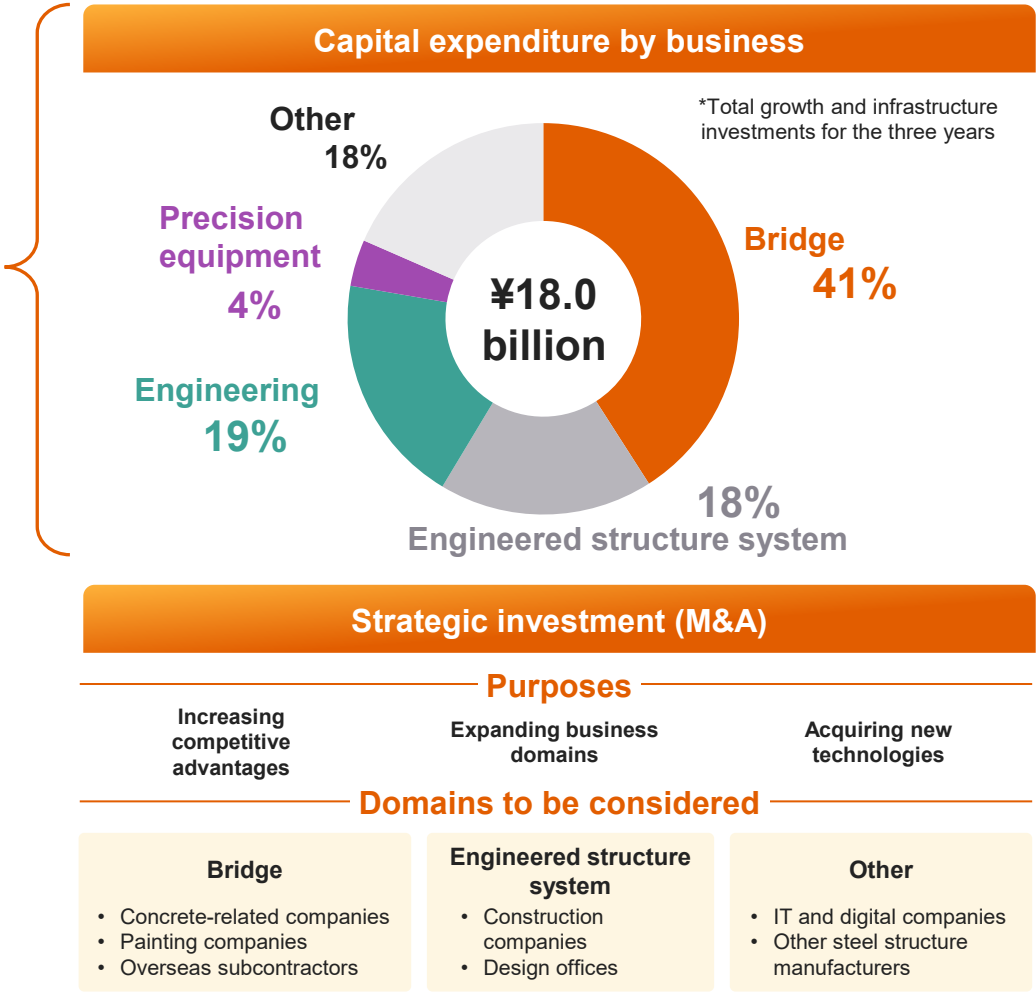 Capital expenditure by business
*Total growth and infrastructure
investments for the three years
Other
18%
Precision
equipment
4%
Engineering
19%
¥18.0
billion
Bridge
41%
18%
Engineered structure system
Strategic investment (M&A)
Purposes
Increasing
competitive
advantages
Expanding business
domains
Acquiring new
technologies
Domains to be considered
Bridge
• Concrete-related companies
• Painting companies
• Overseas subcontractors
Engineered structure
system
• Construction
companies
• Design offices
Other
• IT and digital companies
• Other steel structure
manufacturers